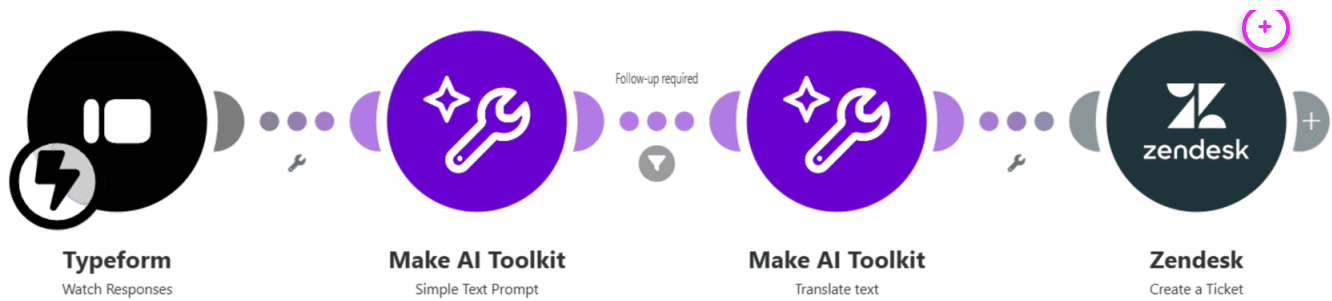 Follow-up required
zendesk
Typeform
Watch Responses
Make AI Toolkit
Simple Text Prompt
Make AI Toolkit
Translate text
Zendesk
Create a Ticket